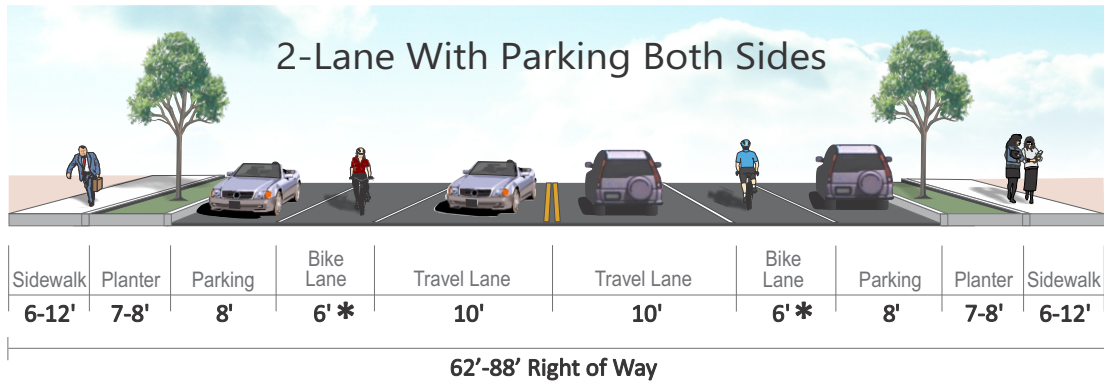 2-Lane With Parking Both Sides
Sidewalk Planter Parking Bike Lane Travel Lane Travel Lane Bike Lane Parking Planter Sidewalk
6-12' 7-8' 8' 6' * 10' 10' 6' * 8' 7-8' 6-12'
62’-88’ Right of Way